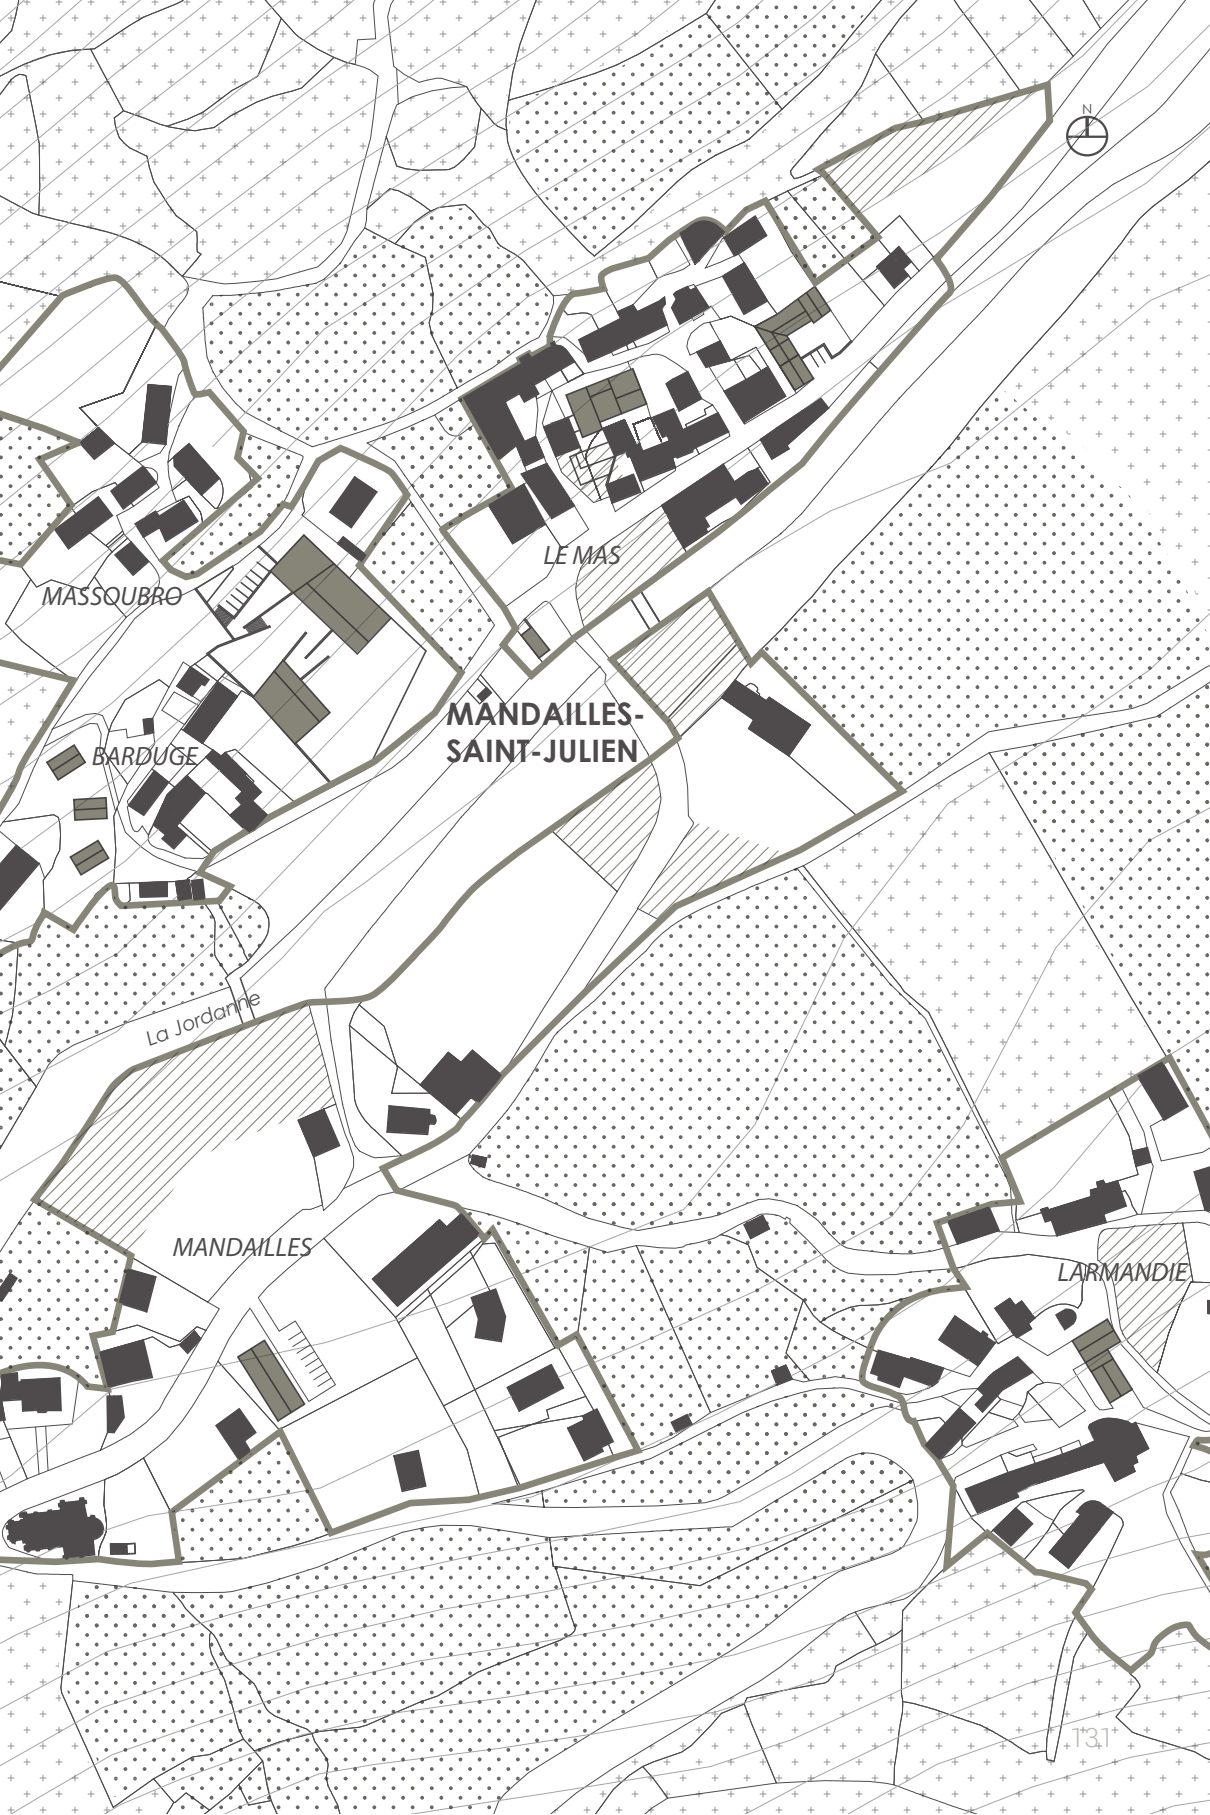 N
LE MAS
MASSOUBRO
MANDAILLES-
SAINT-JULIEN
BARDUGE
La Jordanne
MANDAILLES
LARMANDIE
131